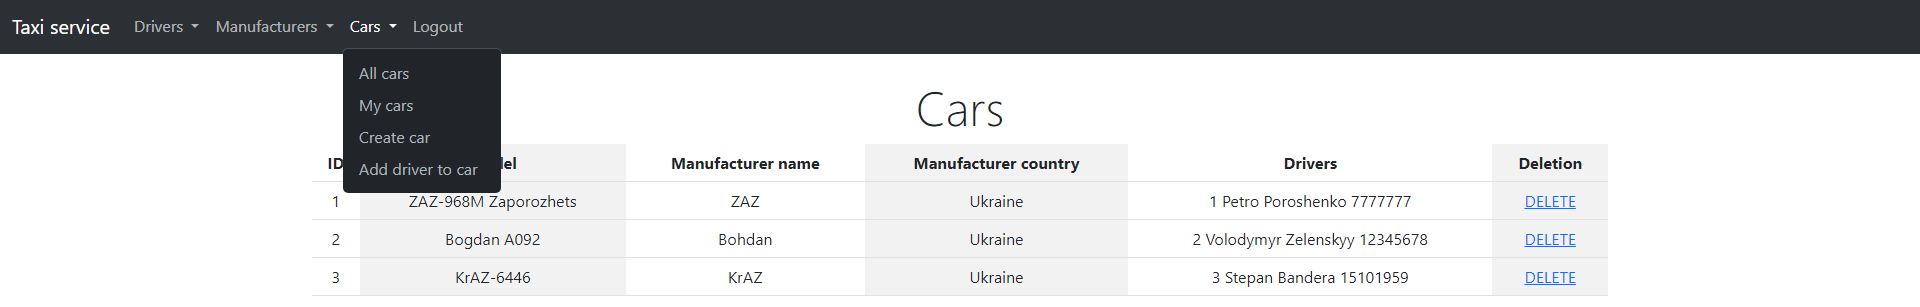 Taxi service Drivers Manufacturers Cars Logout
All cars
My cars
Create car
Add driver to car
Cars
ID del Manufacturer name Manufacturer country Drivers Deletion
1 ZAZ-968M Zaporozhets ZAZ Ukraine 1 Petro Poroshenko 7777777 DELETE
2 Bogdan A092 Bohdan Ukraine 2 Volodymyr Zelenskyy 12345678 DELETE
3 KrAZ-6446 KrAZ Ukraine 3 Stepan Bandera 15101959 DELETE